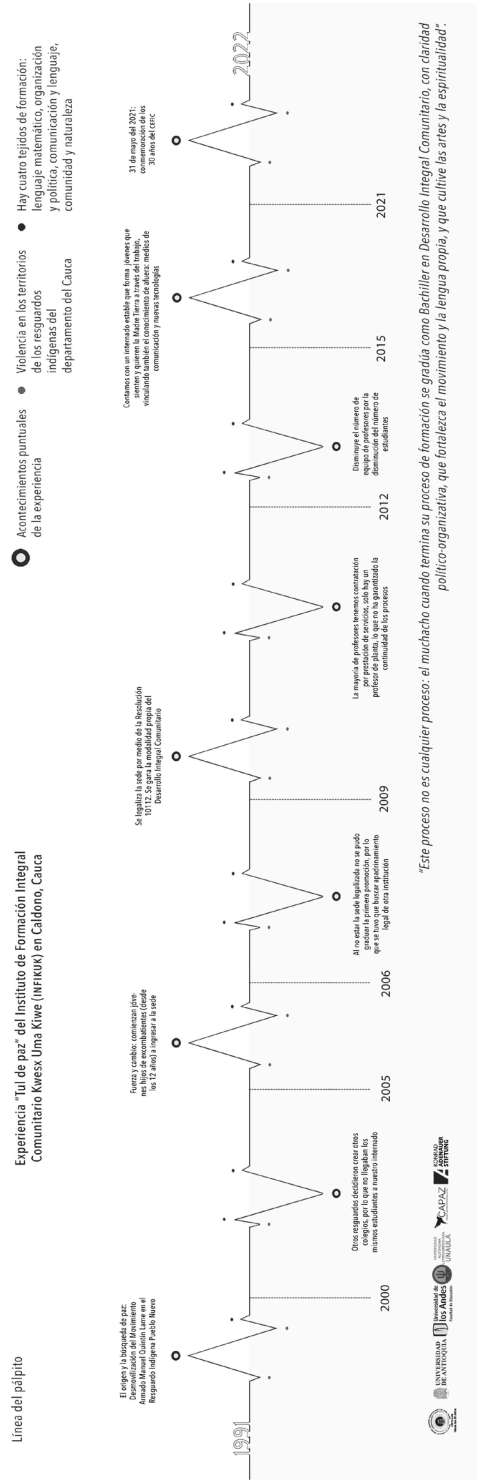 Línea del pálpito
Experiencia "Tul de paz" del Instituto de Formación Integral
Comunitario Kwesx Uma Kiwe (INFIKUK) en Caldono, Cauca
Acontecimientos puntuales
de la experiencia
Violencia en los territorios
de los resguardos
indígenas del
departamento del Cauca
Hay cuatro tejidos de formación:
lenguaje matemático, organización
y política, comunicación y lenguaje,
comunidad y naturaleza
El origen y la búsqueda de paz:
Desmovilización del Movimiento
Armado Manuel Quintín Lame en el
Resguardo Indígena Pueblo Nuevo
Fuerza y cambio: comienzan jóve-
nes hijos de excombatientes (desde
los 12 años) a ingresar a la sede
Se legaliza la sede por medio de la Resolución
10112. Se gana la modalidad propia del
Desarrollo Integral Comunitario
Contamos con un internado estable que forma jóvenes que
sienten y quieren la Madre Tierra a través del trabajo,
vinculando también el conocimiento de afuera: medios de
comunicación y nuevas tecnologías
31 de mayo del 2021:
conmemoración de los
30 años del CEFIC
1991
2022
2000
2005
2006
2009
2012
2015
2021
Otros resguardos decidieron crear otros
colegios, por lo que no llegaban los
mismos estudiantes a nuestro internado
Al no estar la sede legalizada no se pudo
graduar la primera promoción, por lo
que se tuvo que buscar apadrinamiento
legal de otra institución
La mayoría de profesores tenemos contratación
por prestación de servicios, solo hay un
profesor de planta, lo que no ha garantizado la
continuidad de los procesos
Disminuye el número de
equipo de profesores por la
disminución del número de
estudiantes
"Este proceso no es cualquier proceso: el muchacho cuando termina su proceso de formación se gradúa como Bachiller en Desarrollo Integral Comunitario, con claridad
político-organizativa, que fortalezca el movimiento y la lengua propia, y que cultive las artes y la espiritualidad".
UNIVERSIDAD
DE ANTIOQUIA
Universidad de
los Andes
Facultad de Educación
UNAULA
CAPAZ
KONRAD
ADENAUER
STIFTUNG